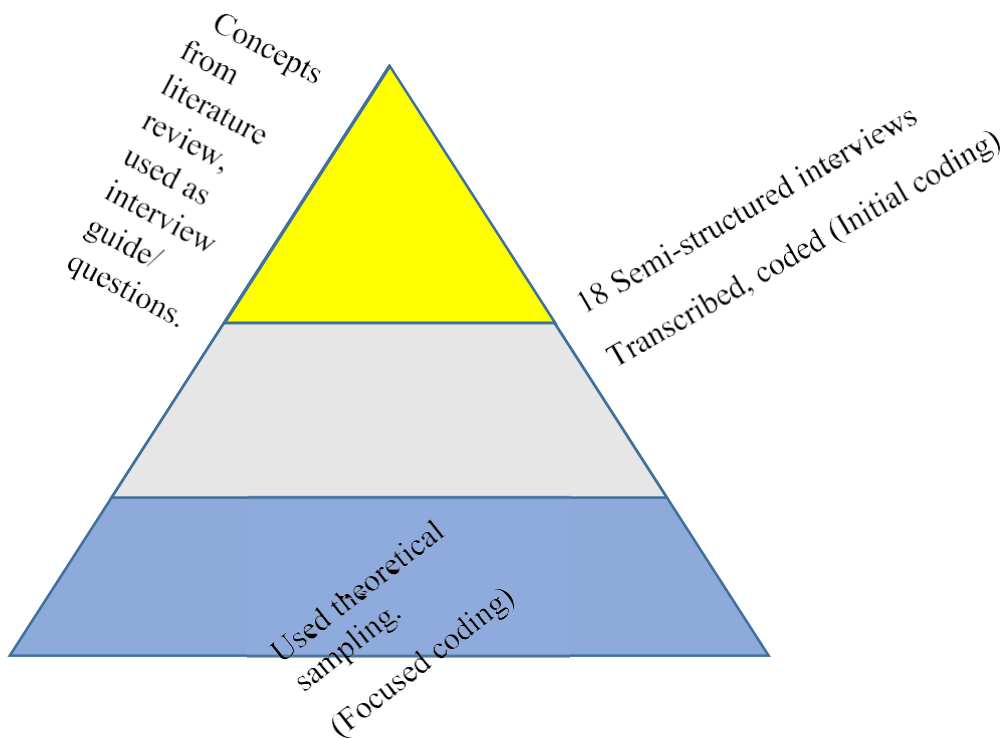 Concepts
from
literature
review,
used as
interview
guide/
questions.
18 Semi-structured interviews
Transcribed, coded (Initial coding)
Used theoretical
sampling.
(Focused coding)